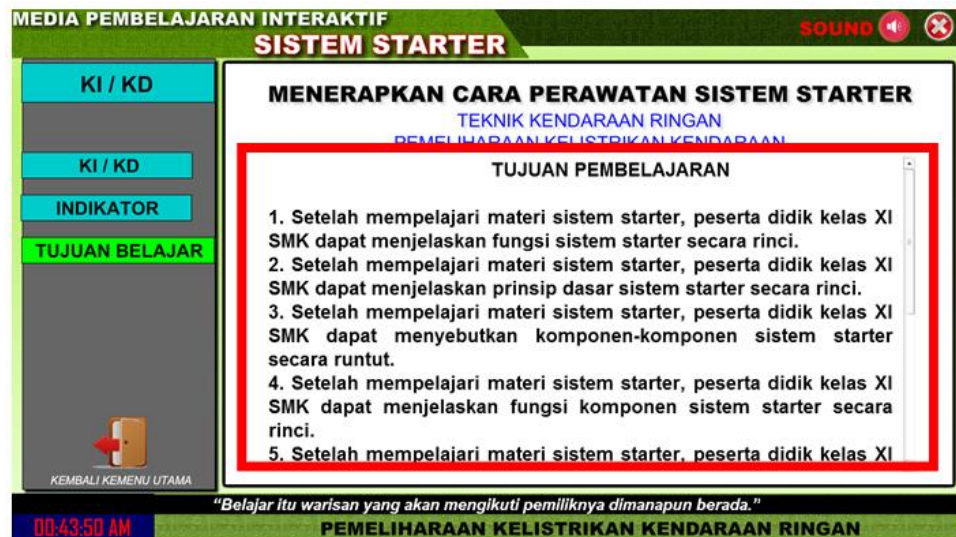 MEDIA PEMBELAJARAN INTERAKTIF
SISTEM STARTER
SOUND
KI / KD
KI / KD
INDIKATOR
TUJUAN BELAJAR
KEMBALI KEMENU UTAMA
MENERAPKAN CARA PERAWATAN SISTEM STARTER
TEKNIK KENDARAAN RINGAN
PEMELIHARAAN KELISTRIKAN KENDARAAN
TUJUAN PEMBELAJARAN
1. Setelah mempelajari materi sistem starter, peserta didik kelas XI
SMK dapat menjelaskan fungsi sistem starter secara rinci.
2. Setelah mempelajari materi sistem starter, peserta didik kelas XI
SMK dapat menjelaskan prinsip dasar sistem starter secara rinci.
3. Setelah mempelajari materi sistem starter, peserta didik kelas XI
SMK dapat menyebutkan komponen-komponen sistem starter
secara runtut.
4. Setelah mempelajari materi sistem starter, peserta didik kelas XI
SMK dapat menjelaskan fungsi komponen sistem starter secara
rinci.
5. Setelah mempelajari materi sistem starter, peserta didik kelas XI
“Belajar itu warisan yang akan mengikuti pemiliknya dimanapun berada.”
00:43:50 AM
PEMELIHARAAN KELISTRIKAN KENDARAAN RINGAN